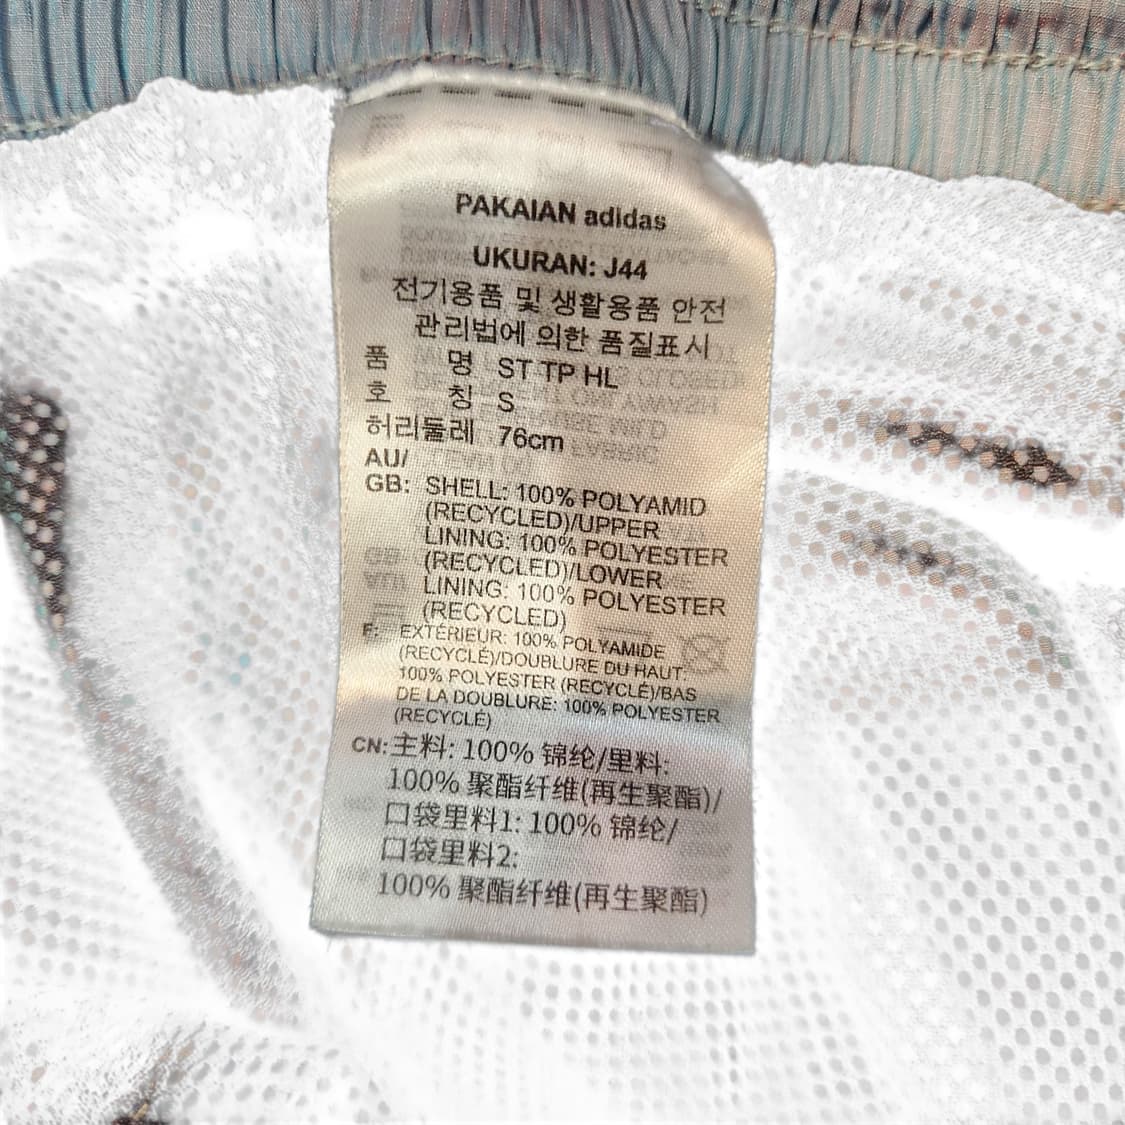 PAKAIAN adidas
UKURAN: J44
전기용품 및 생활용품 안전
관리법에 의한 품질표시
품 명 ST TP HL
호 칭 S
허리둘레 76cm
AU/
GB: SHELL: 100% POLYAMID
(RECYCLED)/UPPER
LINING: 100% POLYESTER
(RECYCLED)/LOWER
LINING: 100% POLYESTER
(RECYCLED)
F: EXTÉRIEUR: 100% POLYAMIDE
(RECYCLÉ)/DOUBLURE DU HAUT:
100% POLYESTER (RECYCLÉ)/BAS
DE LA DOUBLURE: 100% POLYESTER
(RECYCLÉ)
CN: 主料: 100% 锦纶/里料:
100% 聚酯纤维(再生聚酯)/
口袋里料1: 100% 锦纶/
口袋里料2:
100% 聚酯纤维(再生聚酯)